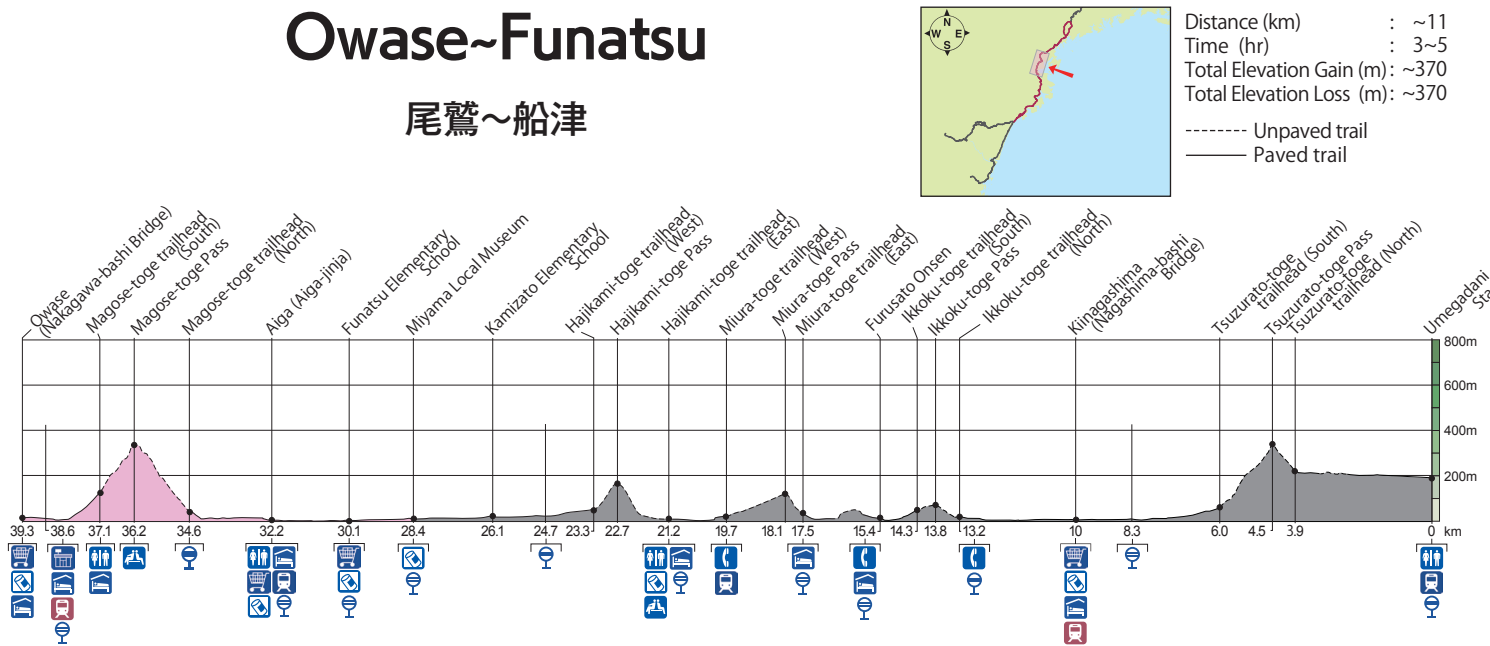 Owase~Funatsu
尾鷲～船津
N
W E
S
Distance (km) : ~11
Time (hr) : 3~5
Total Elevation Gain (m): ~370
Total Elevation Loss (m): ~370
Unpaved trail
Paved trail
Owase
(Nakagawa-bashi Bridge)
Magose-toge trailhead
(South)
Magose-toge Pass
Magose-toge trailhead
(North)
Aiga (Aiga-jinja)
Funatsu Elementary
School
Miyama Local Museum
Kamizato Elementary
School
Hajikami-toge trailhead
(West)
Hajikami-toge Pass
Hajikami-toge trailhead
(East)
Miura-toge trailhead
(West)
Miura-toge Pass
Miura-toge trailhead
(East)
Furusato Onsen
Ikkoku-toge trailhead
(South)
Ikkoku-toge Pass
Ikkoku-toge trailhead
(North)
Kiinagashima
(Nagashima-bashi
Bridge)
Tsuzurato-toge
trailhead (South)
Tsuzurato-toge Pass
Tsuzurato-toge
trailhead (North)
Umegadani
Sta
800m
600m
400m
200m
39.3 38.6 37.1 36.2 34.6 32.2 30.1 28.4 26.1 24.7 23.3 22.7 21.2 19.7 18.1 17.5 15.4 14.3 13.8 13.2 10 8.3 6.0 4.5 3.9 0 km